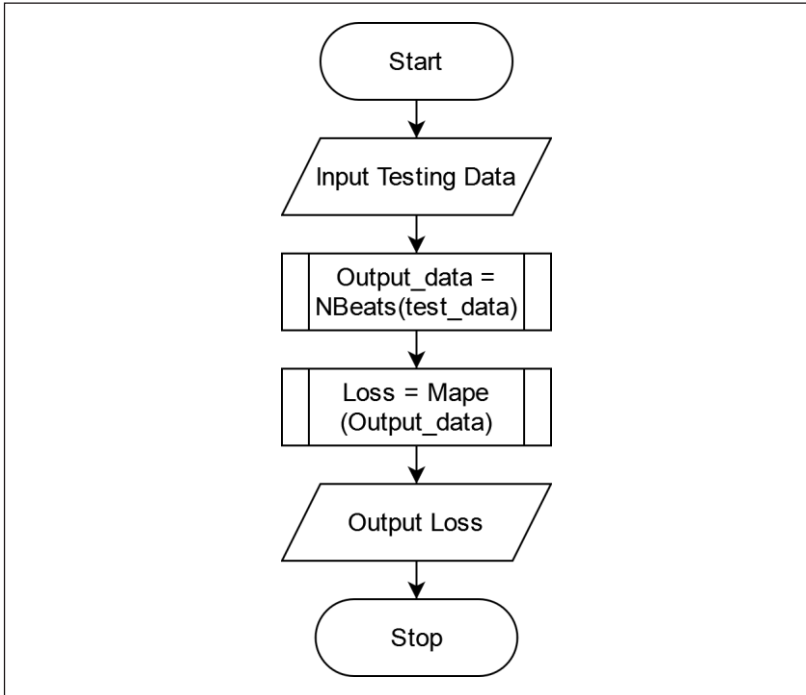 Start
Input Testing Data
Output_data =
NBeats(test_data)
Loss = Mape
(Output_data)
Output Loss
Stop